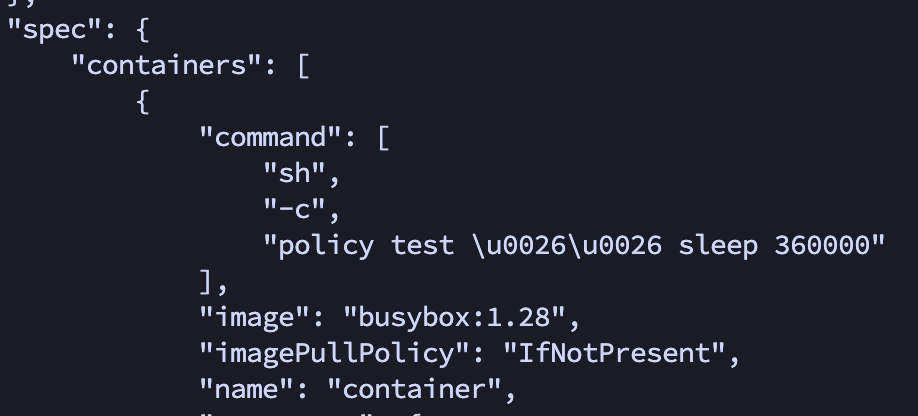 "spec": {
"containers": [
{
"command": [
"sh",
"-c",
"policy test \u0026\u0026 sleep 360000"
],
"image": "busybox:1.28",
"imagePullPolicy": "IfNotPresent",
"name": "container",